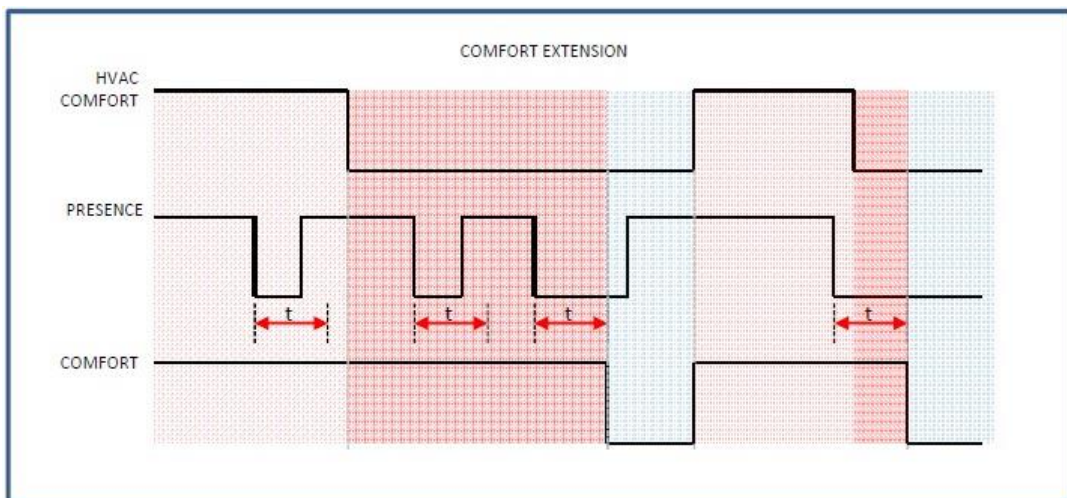 COMFORT EXTENSION
HVAC
COMFORT
PRESENCE
t
t
t
t
COMFORT